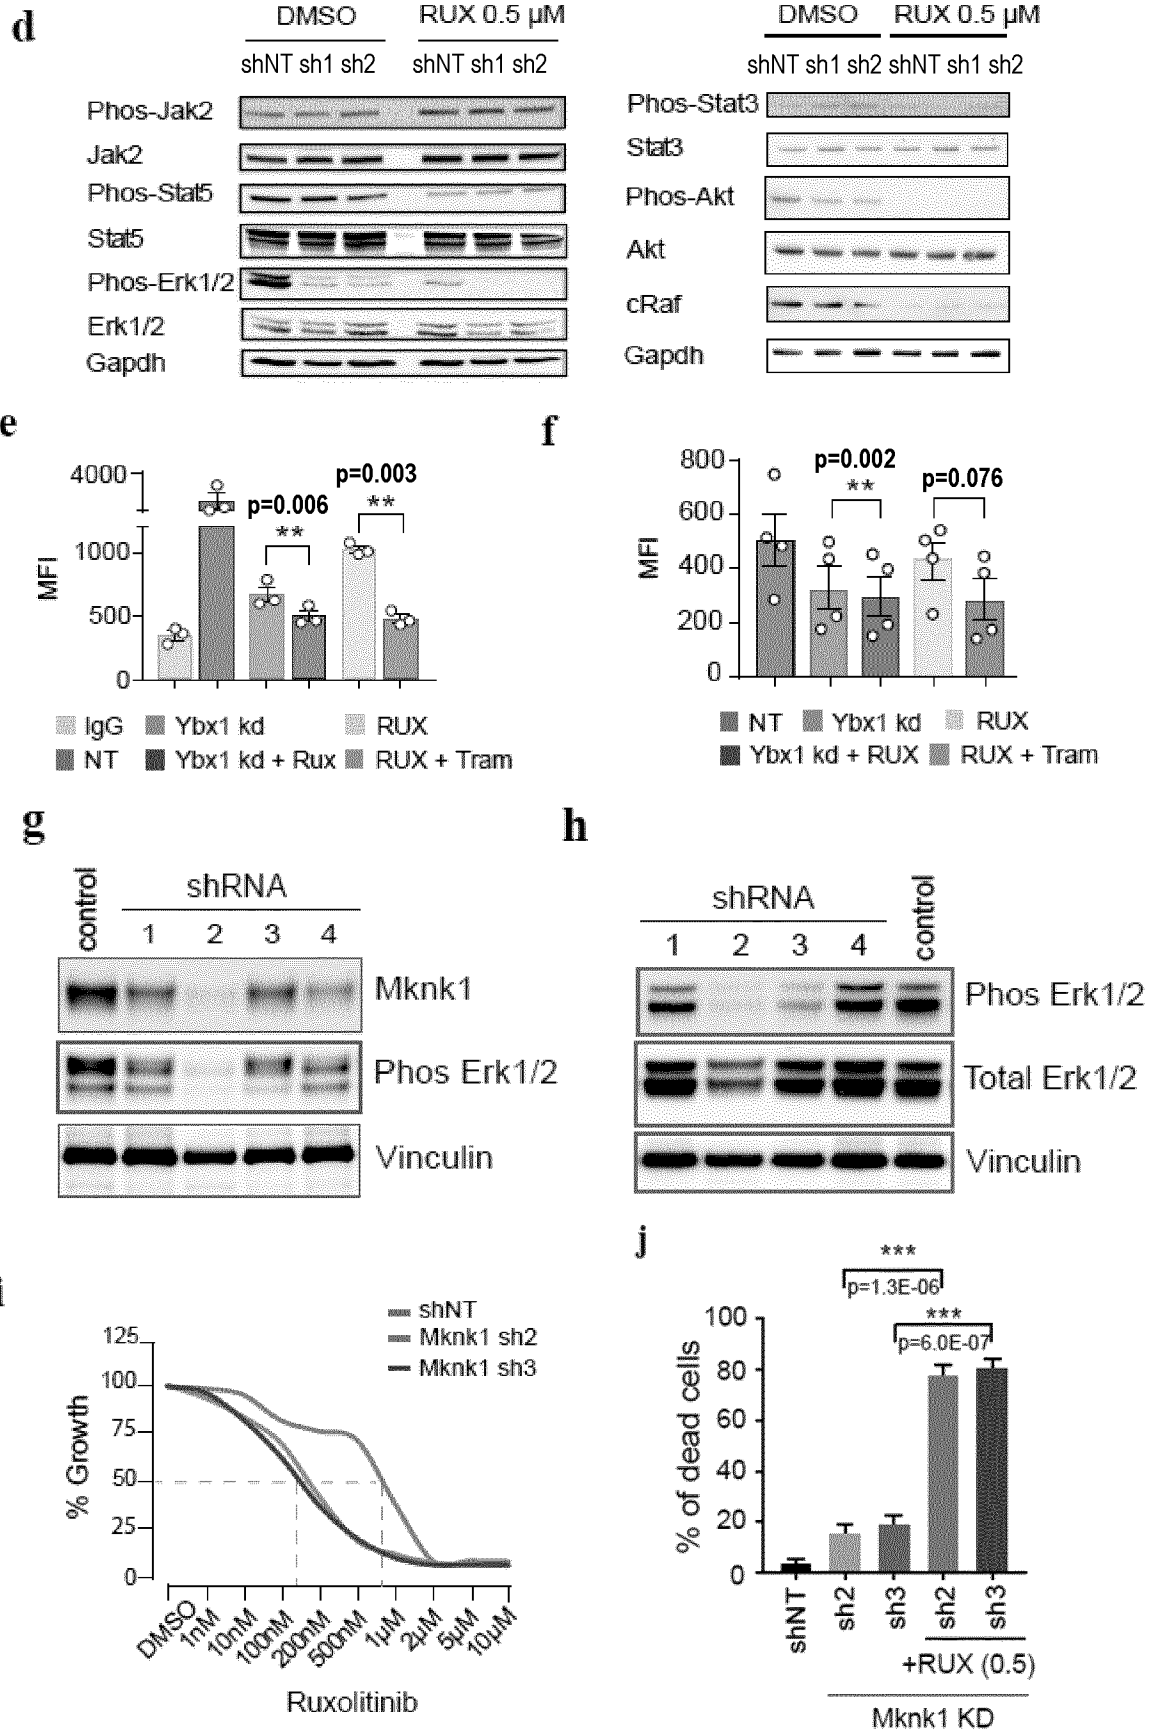 d
DMSO RUX 0.5 µM
shNT sh1 sh2 shNT sh1 sh2
Phos-Jak2
Jak2
Phos-Stat5
Stat5
Phos-Erk1/2
Erk1/2
Gapdh
DMSO RUX 0.5 µM
shNT sh1 sh2 shNT sh1 sh2
Phos-Stat3
Stat3
Phos-Akt
Akt
cRaf
Gapdh
e
MFI
4000
1000
500
0
p=0.006
**
p=0.003
**
IgG Ybx1 kd RUX
NT Ybx1 kd + Rux RUX + Tram
f
MFI
800
600
400
200
0
p=0.002
**
p=0.076
NT Ybx1 kd RUX
Ybx1 kd + RUX RUX + Tram
g
control
shRNA
1 2 3 4
Mknk1
Phos Erk1/2
Vinculin
h
shRNA
1 2 3 4
control
Phos Erk1/2
Total Erk1/2
Vinculin
i
shNT
Mknk1 sh2
Mknk1 sh3
% Growth
125
100
75
50
25
0
DMSO 1nM 10nM 100nM 200nM 500nM 1µM 2µM 5µM 10µM
Ruxolitinib
j
***
p=1.3E-06
***
p=6.0E-07
% of dead cells
100
80
60
40
20
0
shNT sh2 sh3 sh2 sh3
+RUX (0.5)
Mknk1 KD